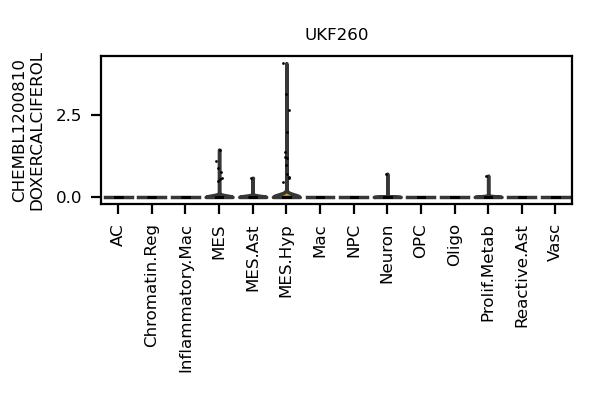 UKF260
CHEMBL1200810
DOXERCALCIFEROL
2.5
0.0
AC
Chromatin.Reg
Inflammatory.Mac
MES
MES.Ast
MES.Hyp
Mac
NPC
Neuron
OPC
Oligo
Prolif.Metab
Reactive.Ast
Vasc